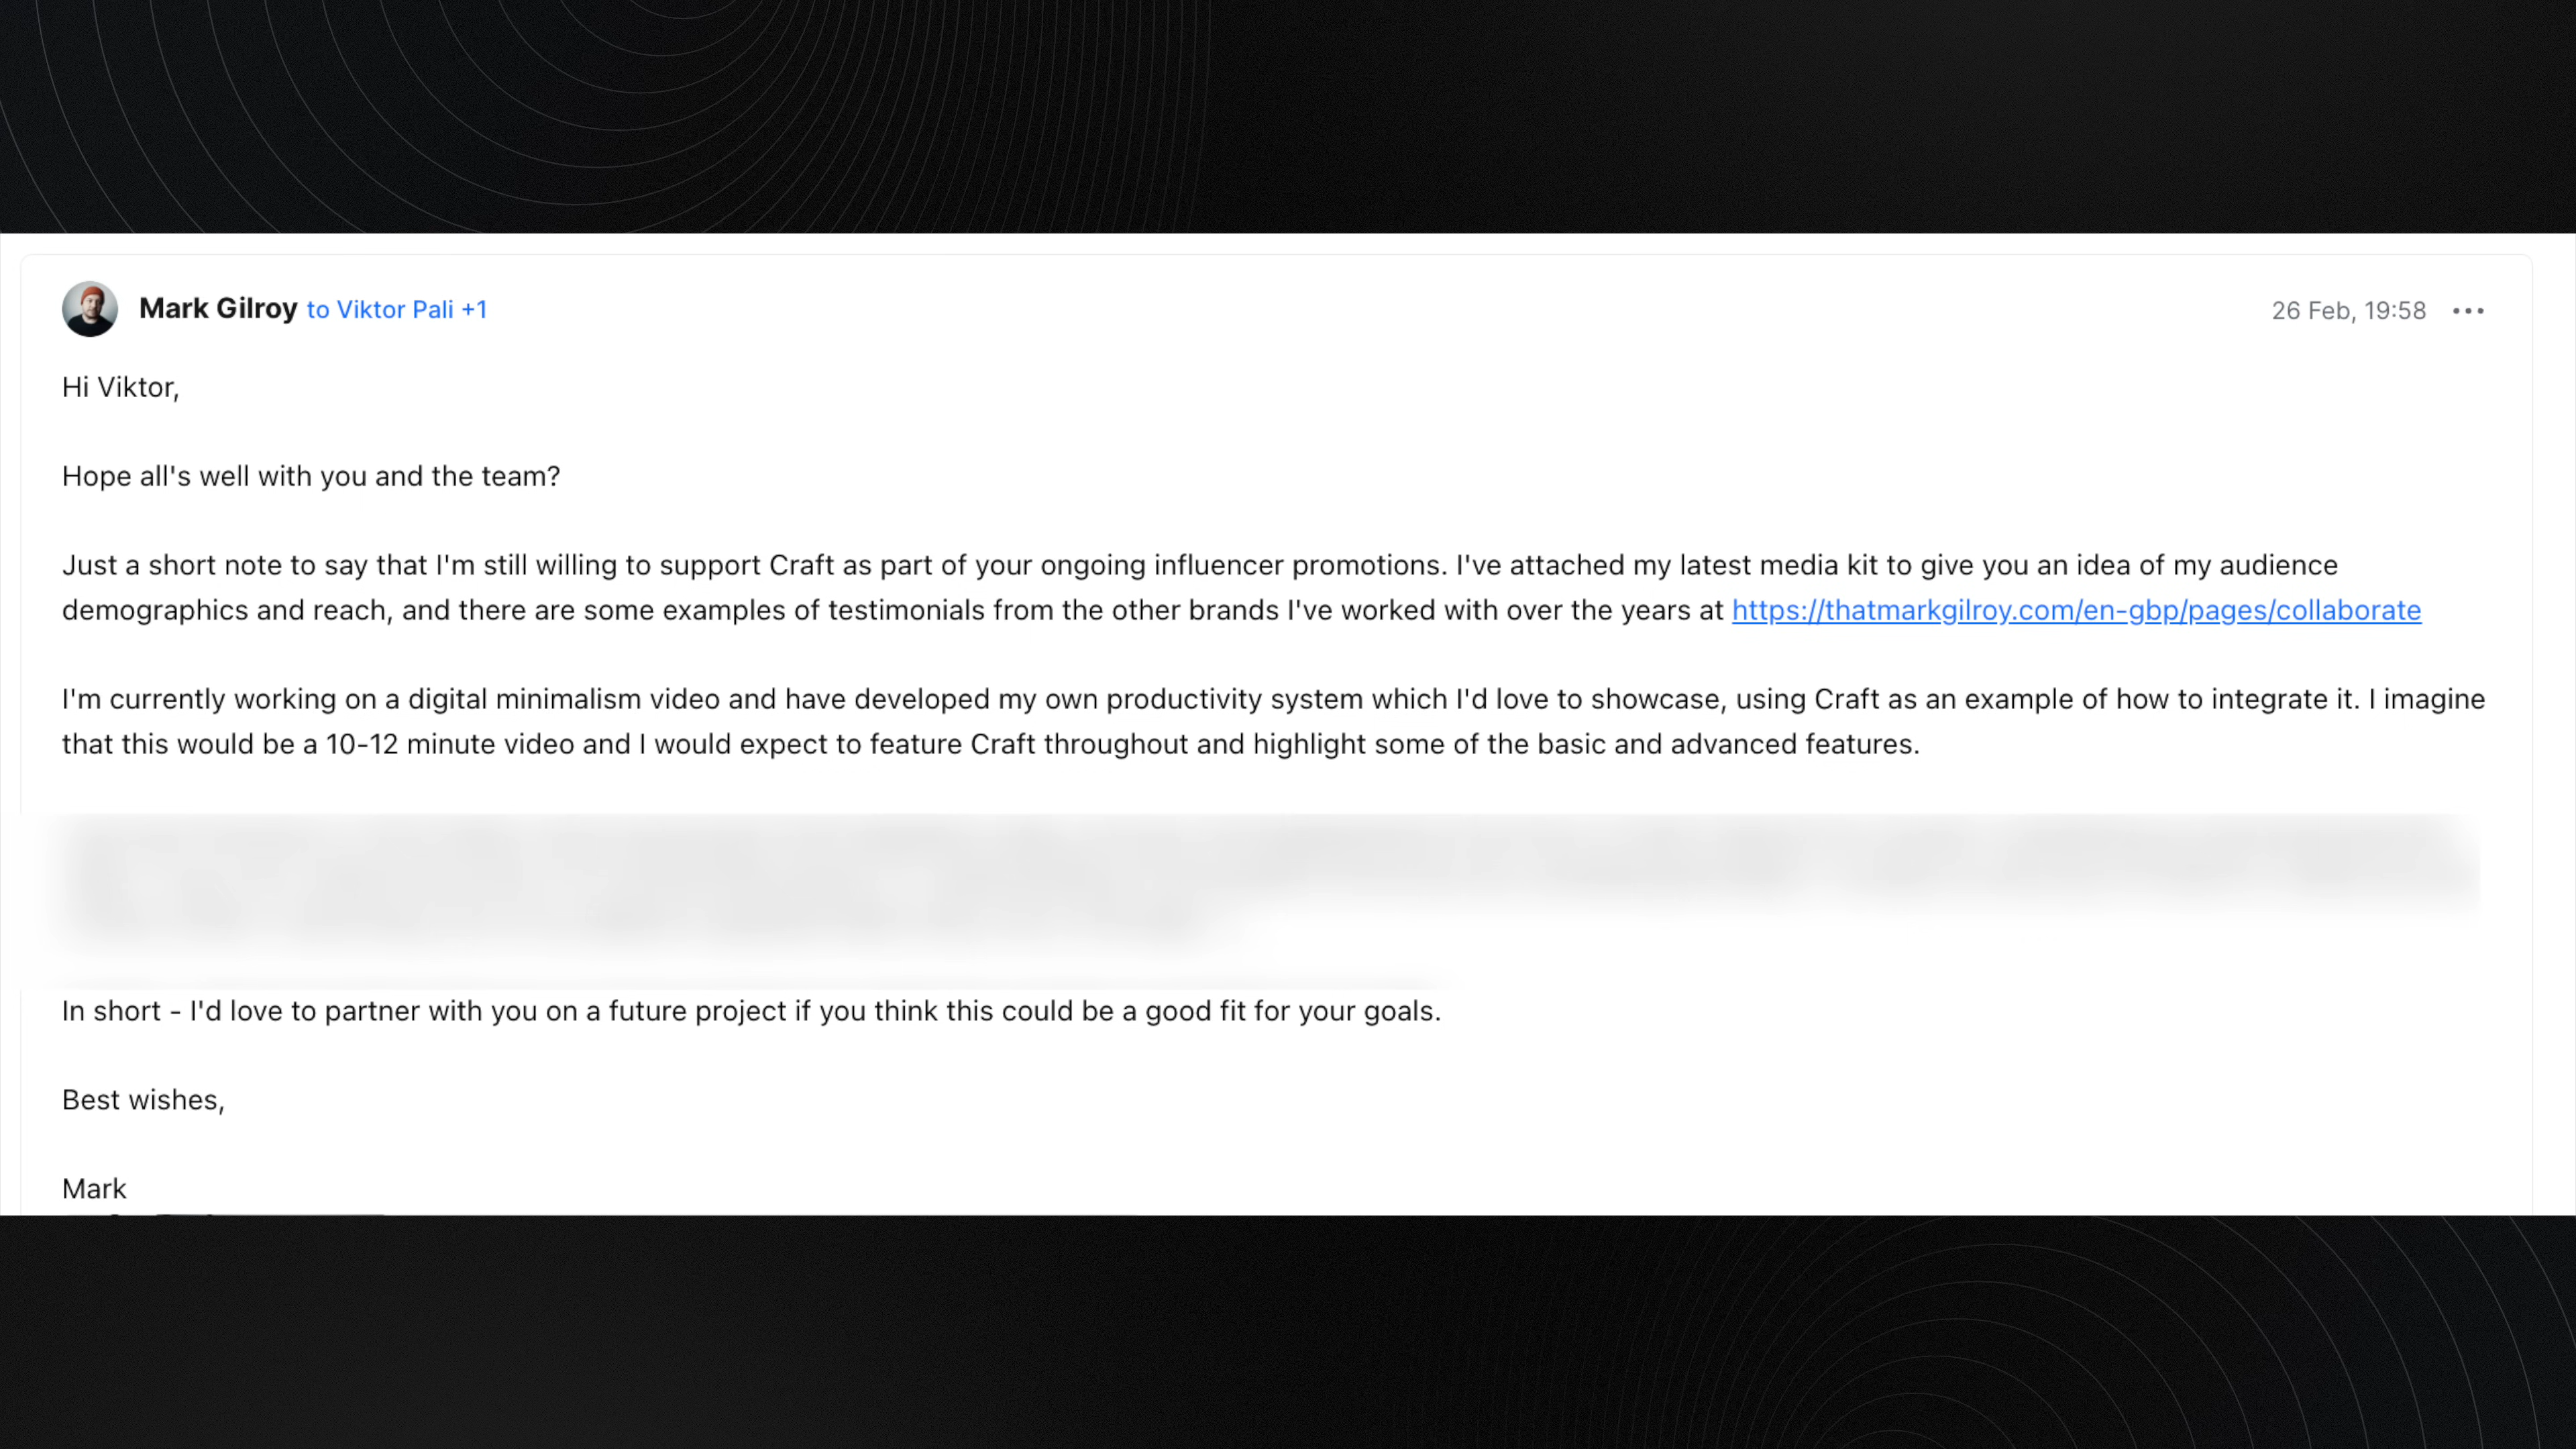 Mark Gilroy to Viktor Pali +1
26 Feb, 19:58
Hi Viktor,
Hope all's well with you and the team?
Just a short note to say that I'm still willing to support Craft as part of your ongoing influencer promotions. I've attached my latest media kit to give you an idea of my audience
demographics and reach, and there are some examples of testimonials from the other brands I've worked with over the years at https://thatmarkgilroy.com/en-gbp/pages/collaborate
I'm currently working on a digital minimalism video and have developed my own productivity system which I'd love to showcase, using Craft as an example of how to integrate it. I imagine
that this would be a 10-12 minute video and I would expect to feature Craft throughout and highlight some of the basic and advanced features.
In short - I'd love to partner with you on a future project if you think this could be a good fit for your goals.
Best wishes,
Mark